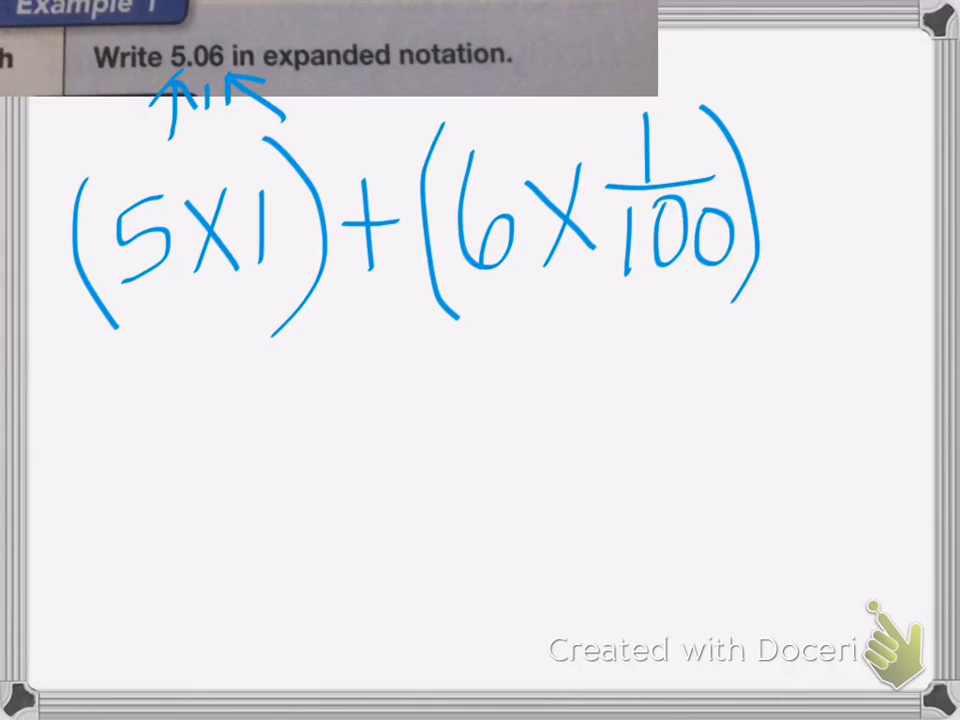 Example 1
h
Write 5.06 in expanded notation.
(5 X 1) + (6 X 1/100)
Created with Doceri